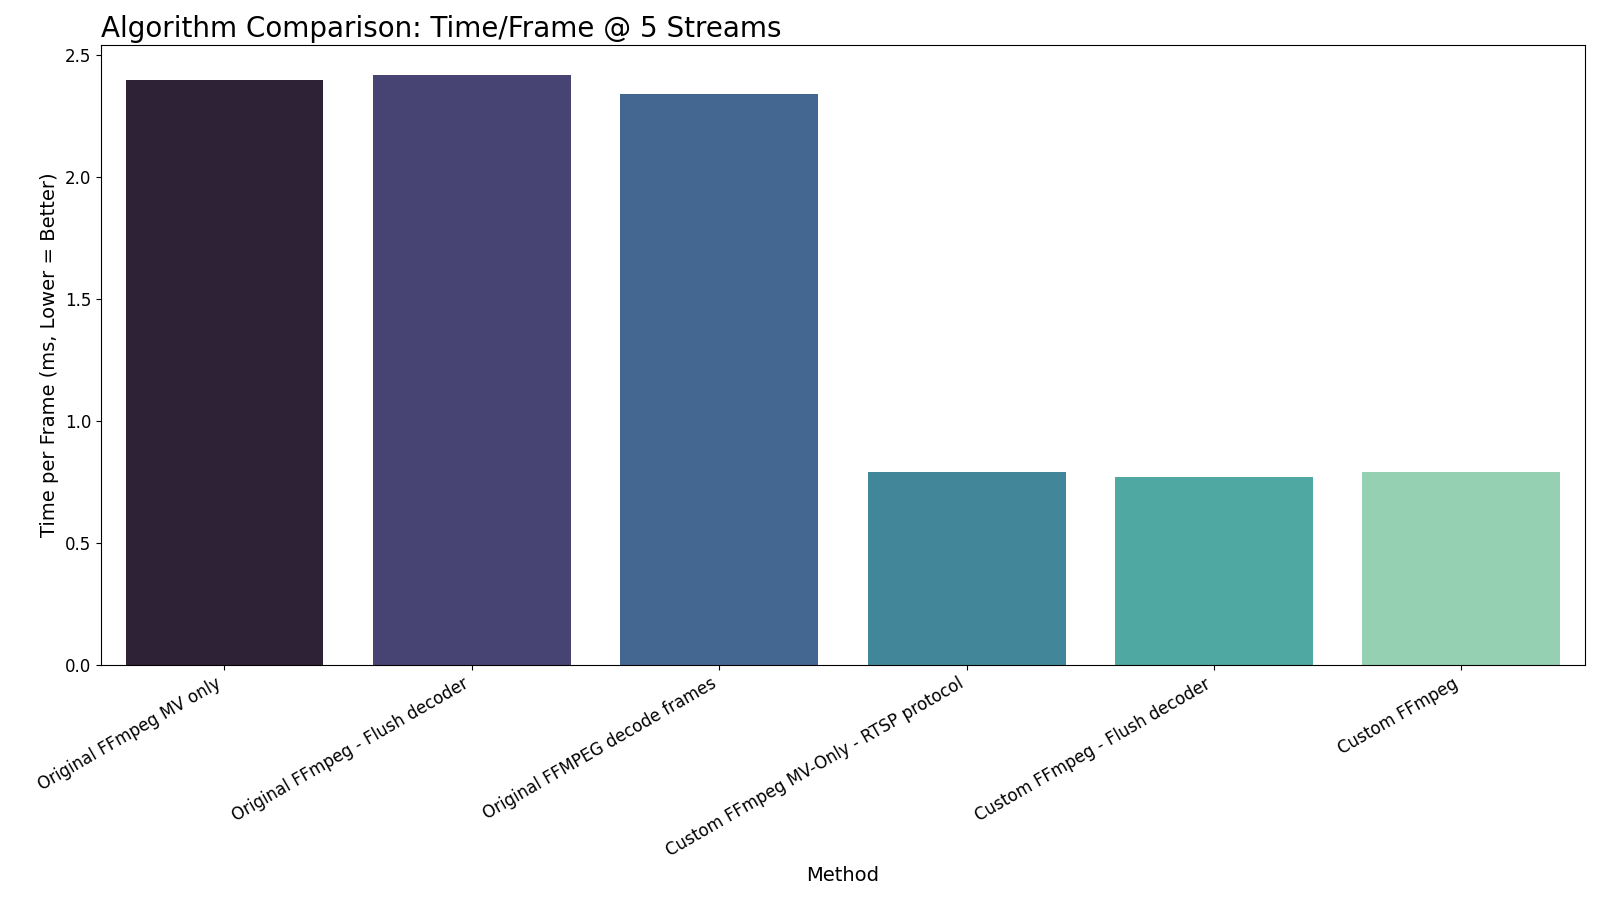 Algorithm Comparison: Time/Frame @ 5 Streams
Time per Frame (ms, Lower = Better)
2.5
2.0
1.5
1.0
0.5
0.0
Original FFmpeg MV only
Original FFmpeg - Flush decoder
Original FFMPEG decode frames
Custom FFmpeg MV-Only - RTSP protocol
Custom FFmpeg - Flush decoder
Custom FFmpeg
Method